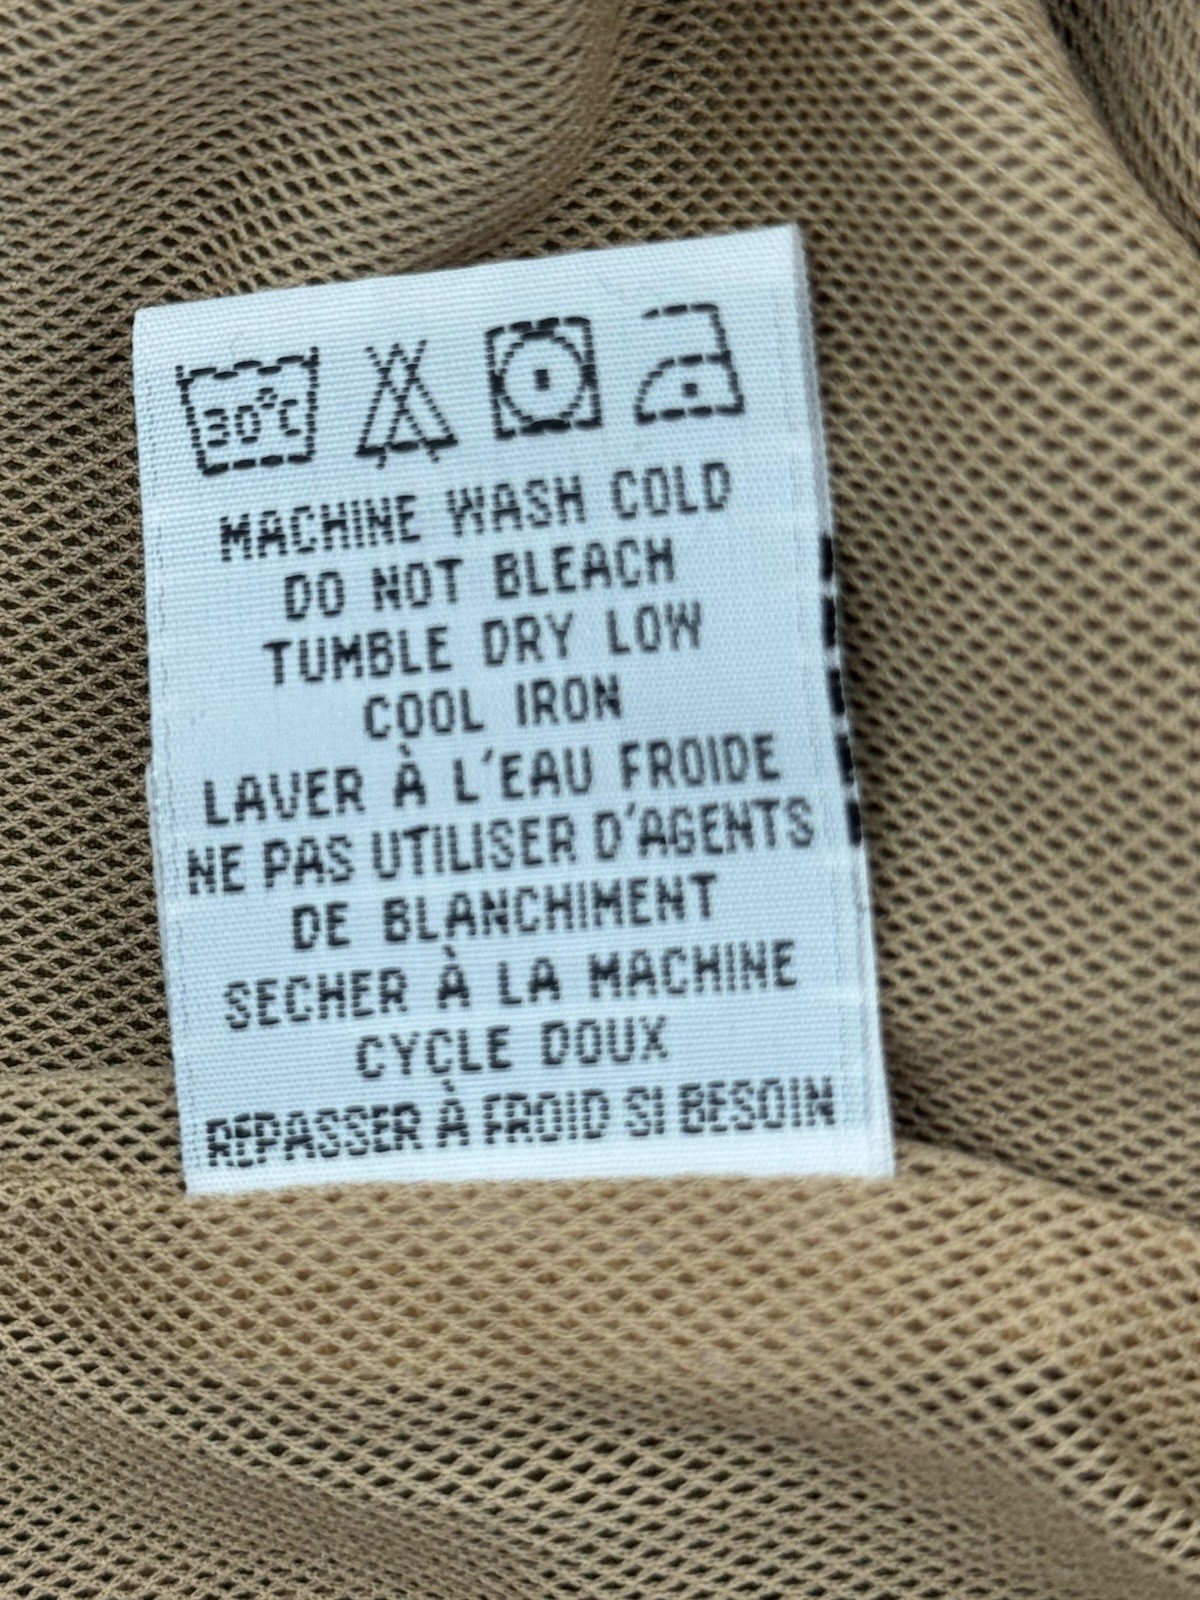 30°C
MACHINE WASH COLD
DO NOT BLEACH
TUMBLE DRY LOW
COOL IRON
LAVER À L'EAU FROIDE
NE PAS UTILISER D'AGENTS
DE BLANCHIMENT
SECHER À LA MACHINE
CYCLE DOUX
REPASSER À FROID SI BESOIN